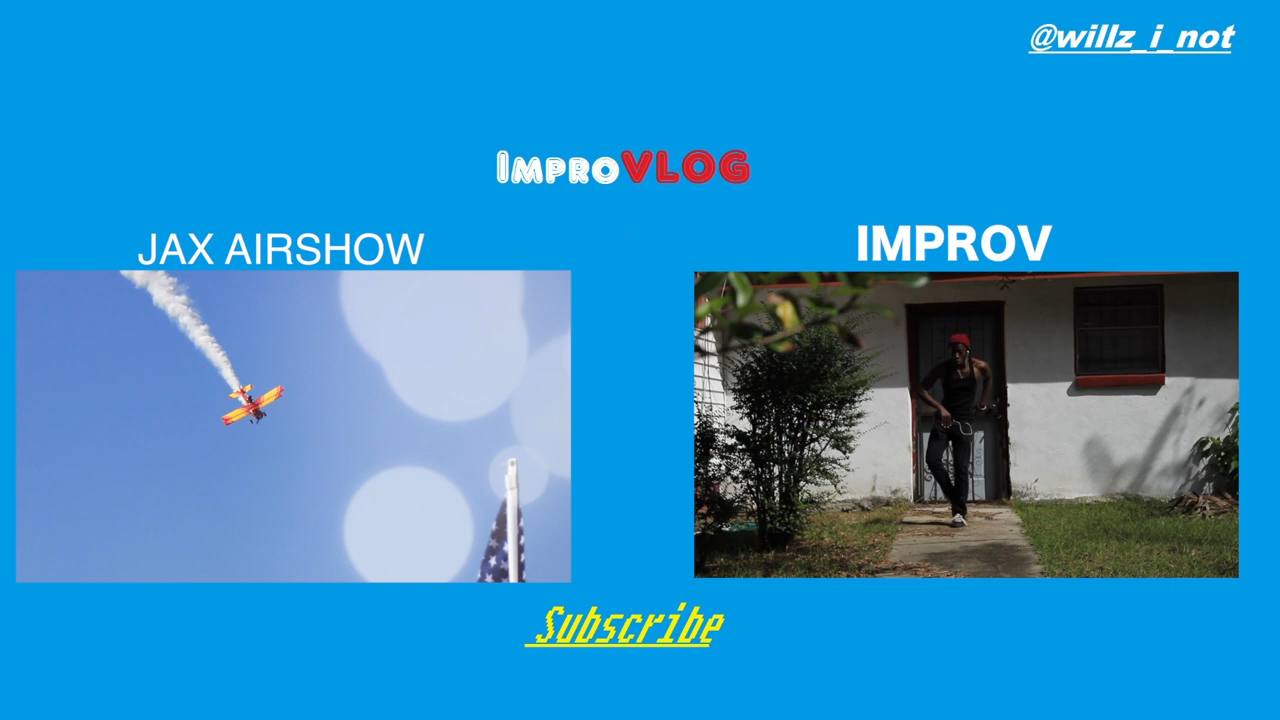 @willz_i_not
ImproVLOG
JAX AIRSHOW
IMPROV
Subscribe